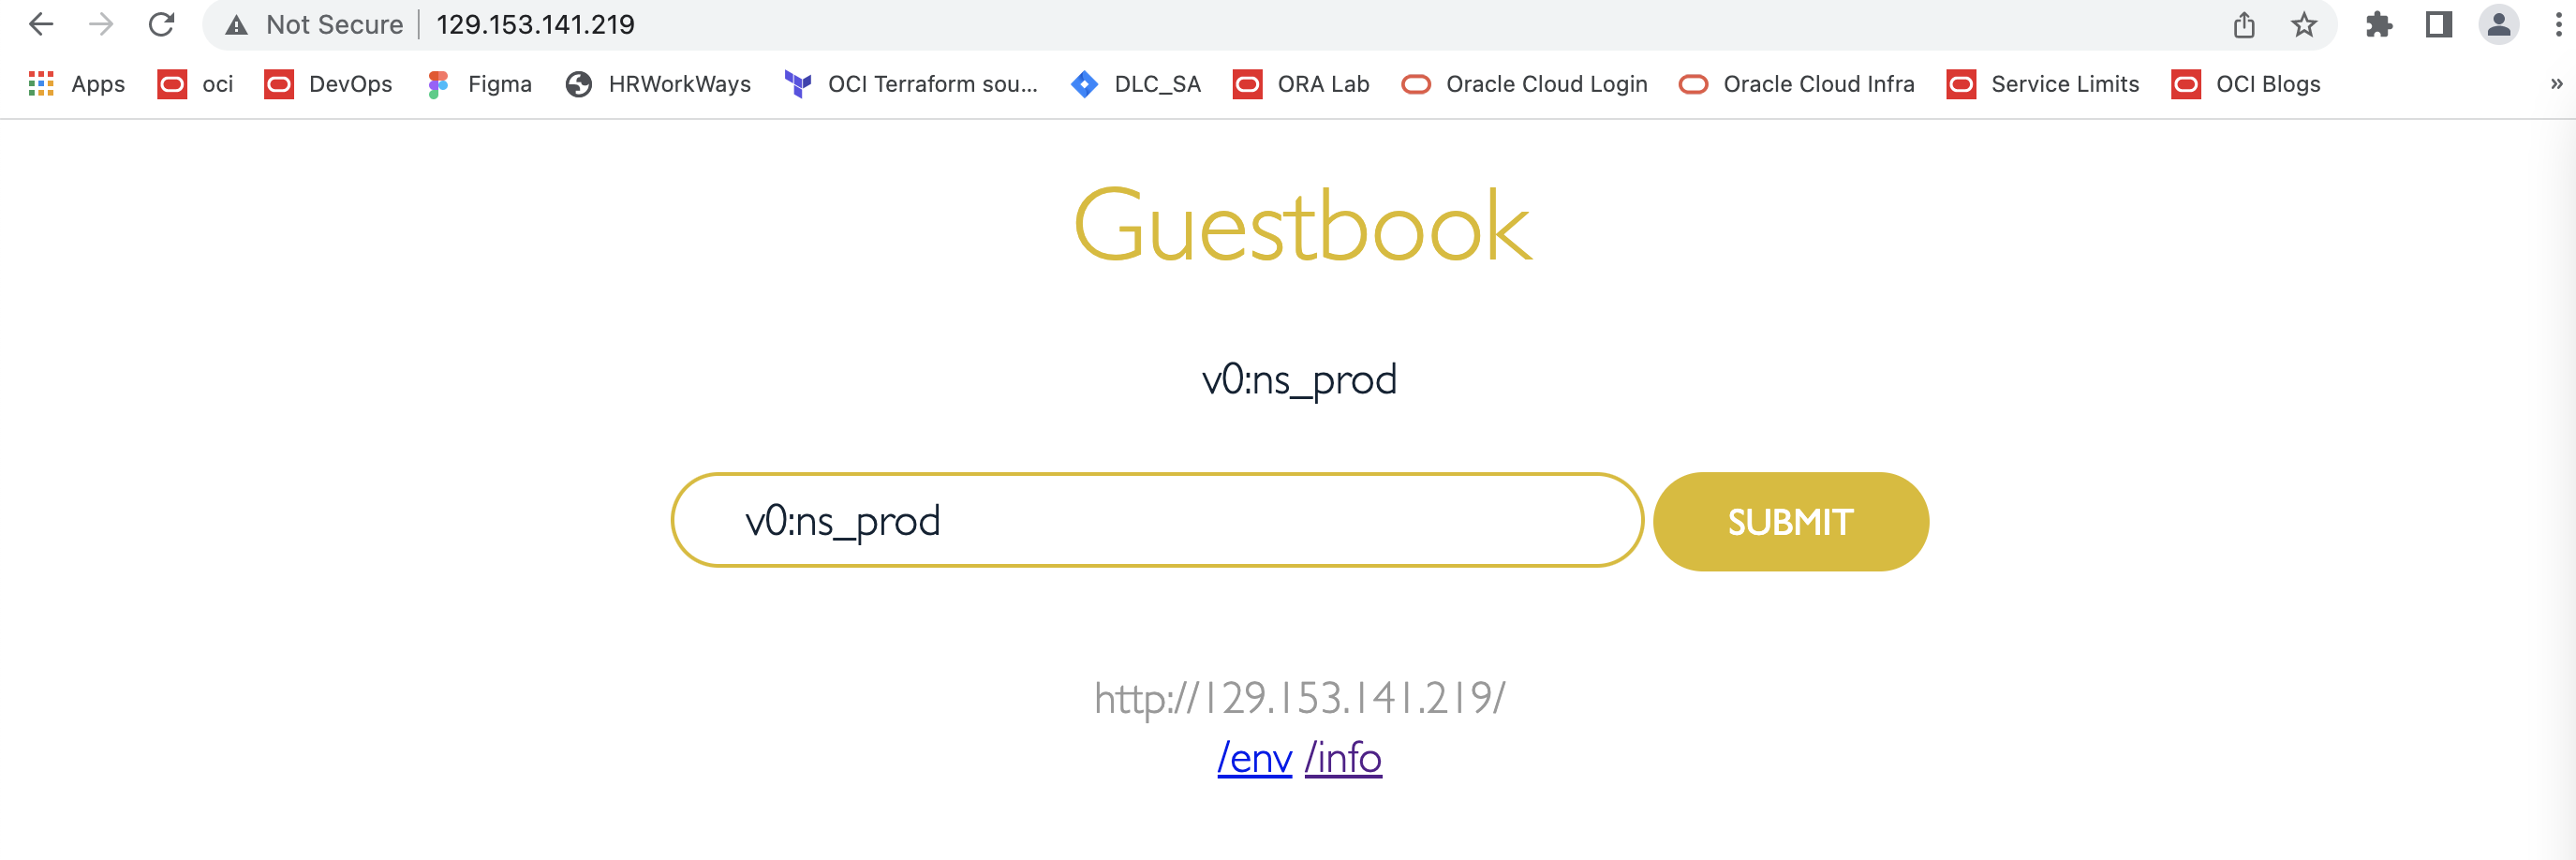 Not Secure 129.153.141.219
Apps oci DevOps Figma HRWorkWays OCI Terraform sou... DLC_SA ORA Lab Oracle Cloud Login Oracle Cloud Infra Service Limits OCI Blogs »
Guestbook
v0:ns_prod
v0:ns_prod SUBMIT
http://129.153.141.219/
/env /info